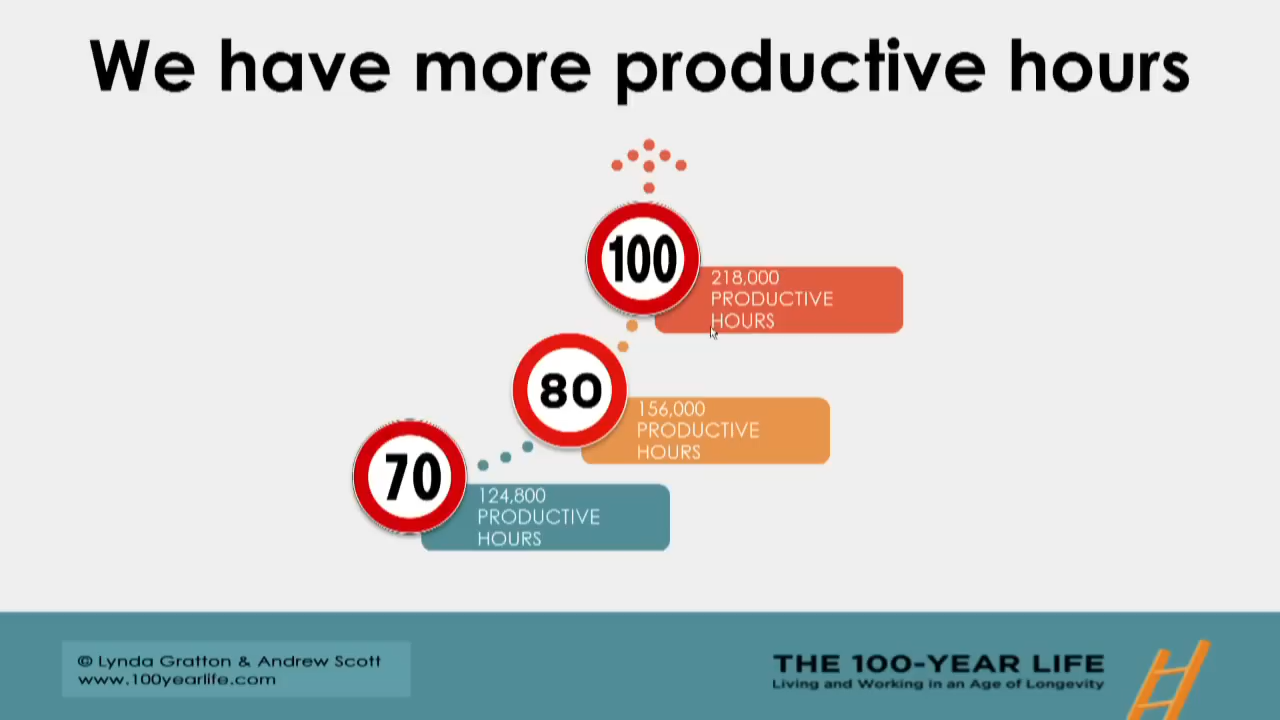 We have more productive hours
100
218,000
PRODUCTIVE
HOURS
80
156,000
PRODUCTIVE
HOURS
70
124,800
PRODUCTIVE
HOURS
© Lynda Gratton & Andrew Scott
www.100yearlife.com
THE 100-YEAR LIFE
Living and Working in an Age of Longevity